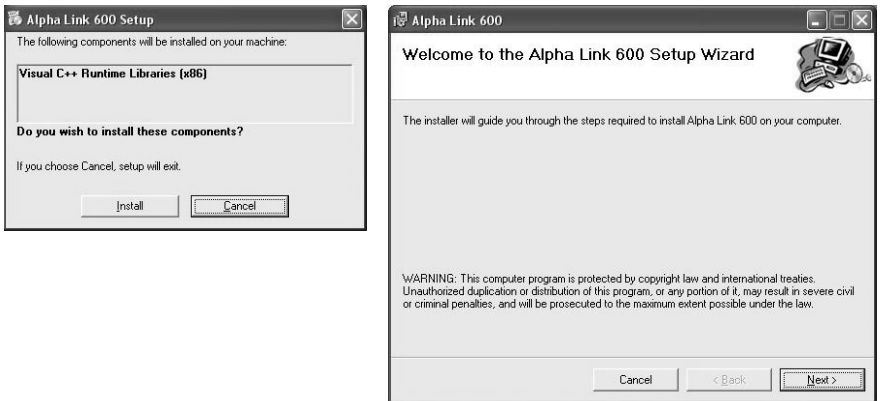 Alpha Link 600 Setup
The following components will be installed on your machine:
Visual C++ Runtime Libraries (x86)
Do you wish to install these components?
If you choose Cancel, setup will exit.
Install
Cancel
Alpha Link 600
Welcome to the Alpha Link 600 Setup Wizard
The installer will guide you through the steps required to install Alpha Link 600 on your computer.
WARNING: This computer program is protected by copyright law and international treaties.
Unauthorized duplication or distribution of this program, or any portion of it, may result in severe civil
or criminal penalties, and will be prosecuted to the maximum extent possible under the law.
Cancel
< Back
Next >